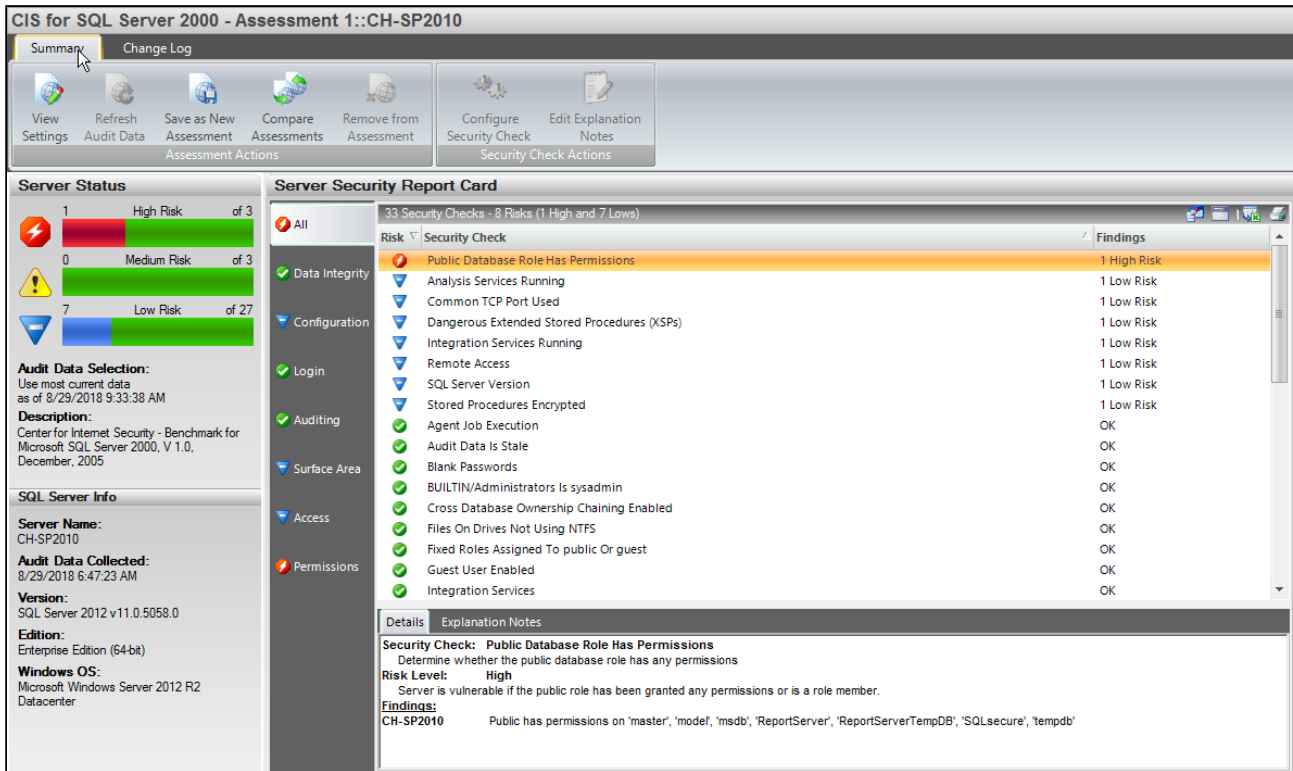 CIS for SQL Server 2000 - Assessment 1::CH-SP2010
Summary Change Log
View Settings
Refresh Audit Data
Save as New Assessment
Compare Assessments
Remove from Assessment
Assessment Actions
Configure Security Check
Edit Explanation Notes
Security Check Actions
Server Status
1 High Risk of 3
0 Medium Risk of 3
7 Low Risk of 27
Audit Data Selection:
Use most current data
as of 8/29/2018 9:33:38 AM
Description:
Center for Internet Security - Benchmark for
Microsoft SQL Server 2000, V 1.0,
December, 2005
SQL Server Info
Server Name:
CH-SP2010
Audit Data Collected:
8/29/2018 6:47:23 AM
Version:
SQL Server 2012 v11.0.5058.0
Edition:
Enterprise Edition (64-bit)
Windows OS:
Microsoft Windows Server 2012 R2
Datacenter
Server Security Report Card
All
Data Integrity
Configuration
Login
Auditing
Surface Area
Access
Permissions
33 Security Checks - 8 Risks (1 High and 7 Lows)
Risk Security Check Findings
Public Database Role Has Permissions 1 High Risk
Analysis Services Running 1 Low Risk
Common TCP Port Used 1 Low Risk
Dangerous Extended Stored Procedures (XSPs) 1 Low Risk
Integration Services Running 1 Low Risk
Remote Access 1 Low Risk
SQL Server Version 1 Low Risk
Stored Procedures Encrypted 1 Low Risk
Agent Job Execution OK
Audit Data Is Stale OK
Blank Passwords OK
BUILTIN/Administrators Is sysadmin OK
Cross Database Ownership Chaining Enabled OK
Files On Drives Not Using NTFS OK
Fixed Roles Assigned To public Or guest OK
Guest User Enabled OK
Integration Services OK
Details Explanation Notes
Security Check: Public Database Role Has Permissions
Determine whether the public database role has any permissions
Risk Level: High
Server is vulnerable if the public role has been granted any permissions or is a role member.
Findings:
CH-SP2010 Public has permissions on 'master', 'model', 'msdb', 'ReportServer', 'ReportServerTempDB', 'SQLsecure', 'tempdb'